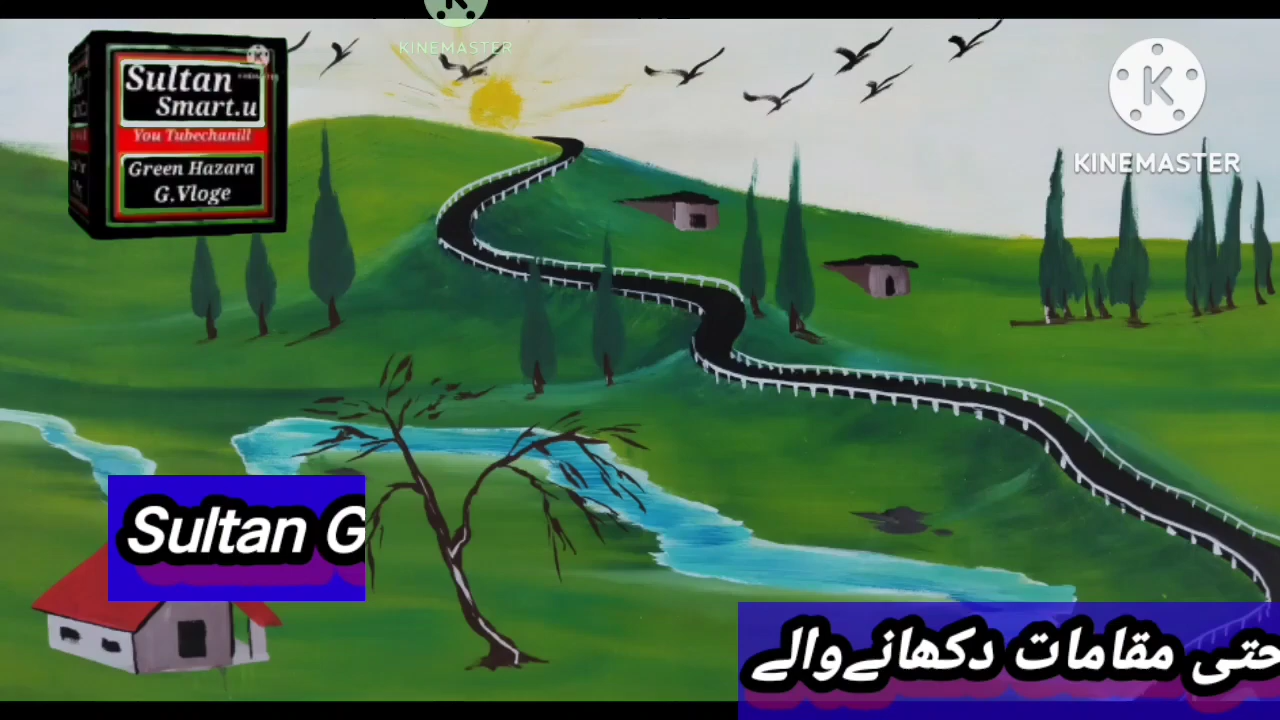 KINEMASTER
Sultan
Smart.u
You Tubechanill
Green Hazara
G.Vloge
KINEMASTER
Sultan G
حتی مقامات دکھانےوالے